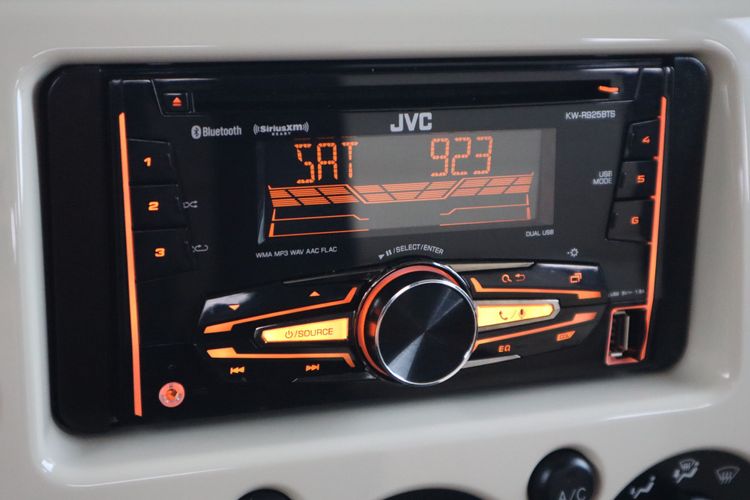 Bluetooth
((SiriusXm))
READY
JVC
KW-R925BTS
SAT 923
1
2
3
4
5
6
USB
MODE
WMA MP3 WAV AAC FLAC
DUAL USB
/SELECT/ENTER
/SOURCE
EQ
A/C